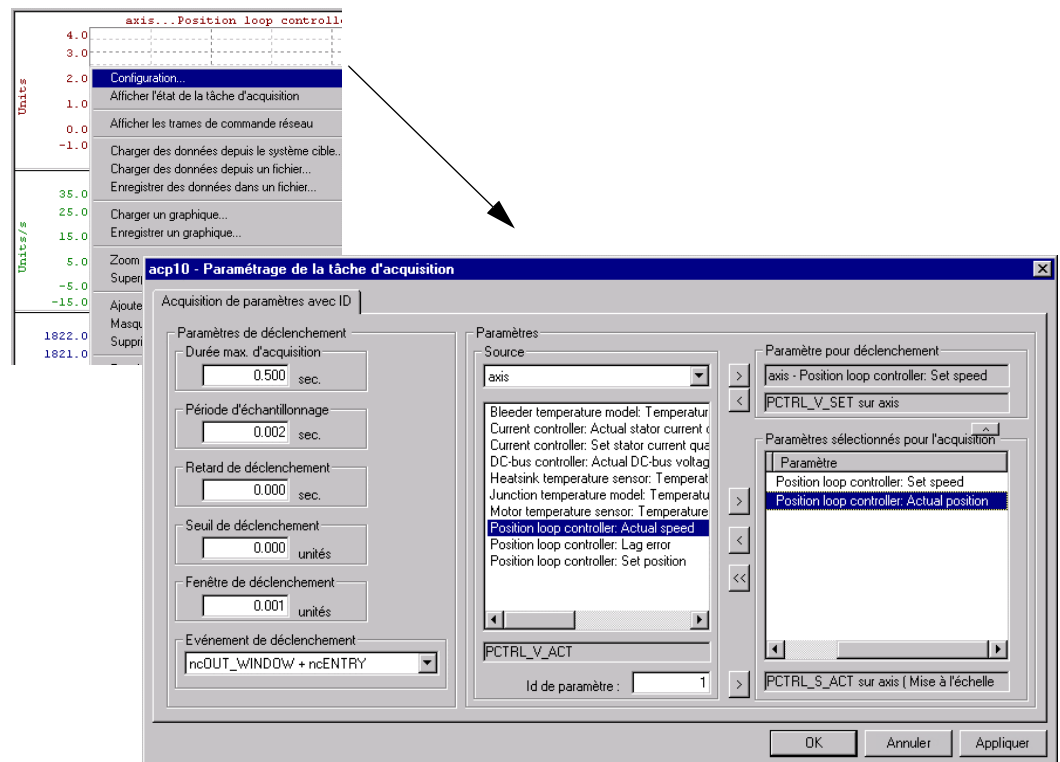 axis...Position loop controlle
4.0
3.0
2.0
1.0
0.0
-1.0
Units
Configuration...
Afficher l'état de la tâche d'acquisition
Afficher les trames de commande réseau
Charger des données depuis le système cible..
Charger des données depuis un fichier...
Enregistrer des données dans un fichier...
Charger un graphique...
Enregistrer un graphique...
Zoom
Super
Ajoute
Masqu
Suppri
35.0
25.0
15.0
5.0
-5.0
-15.0
Units/s
1822.0
1821.0
acp10 - Paramétrage de la tâche d'acquisition
Acquisition de paramètres avec ID
Paramètres de déclenchement
Durée max. d'acquisition
0.500 sec.
Période d'échantillonnage
0.002 sec.
Retard de déclenchement
0.000 sec.
Seuil de déclenchement
0.000 unités
Fenêtre de déclenchement
0.001 unités
Evénement de déclenchement
ncOUT_WINDOW + ncENTRY
Paramètres
Source
axis
Bleeder temperature model: Temperatur
Current controller: Actual stator current
Current controller: Set stator current qua
DC-bus controller: Actual DC-bus voltag
Heatsink temperature sensor: Temperat
Junction temperature model: Temperatu
Motor temperature sensor: Temperature
Position loop controller: Actual speed
Position loop controller: Lag error
Position loop controller: Set position
PCTRL_V_ACT
Id de paramètre : 1
>
<
>
<
<<
>
Paramètre pour déclenchement
axis - Position loop controller: Set speed
PCTRL_V_SET sur axis
^
Paramètres sélectionnés pour l'acquisition
Paramètre
Position loop controller: Set speed
Position loop controller: Actual position
PCTRL_S_ACT sur axis ( Mise à l'échelle
OK
Annuler
Appliquer